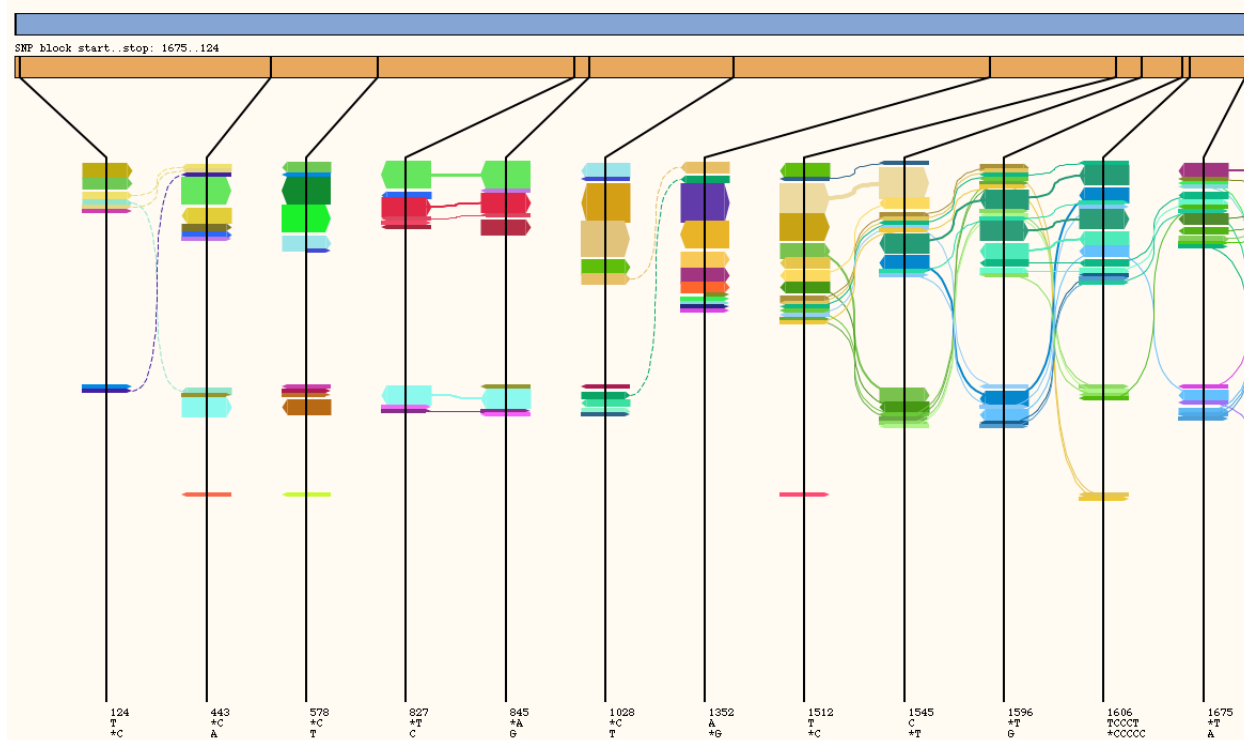 SNP block start..stop: 1675..124
124 443 578 827 845 1028 1352 1512 1545 1596 1606 1675
T *C *C *T *A *C A T C *T TCCCT *T
*C A T C G T *G *C *T G *CCCCC A